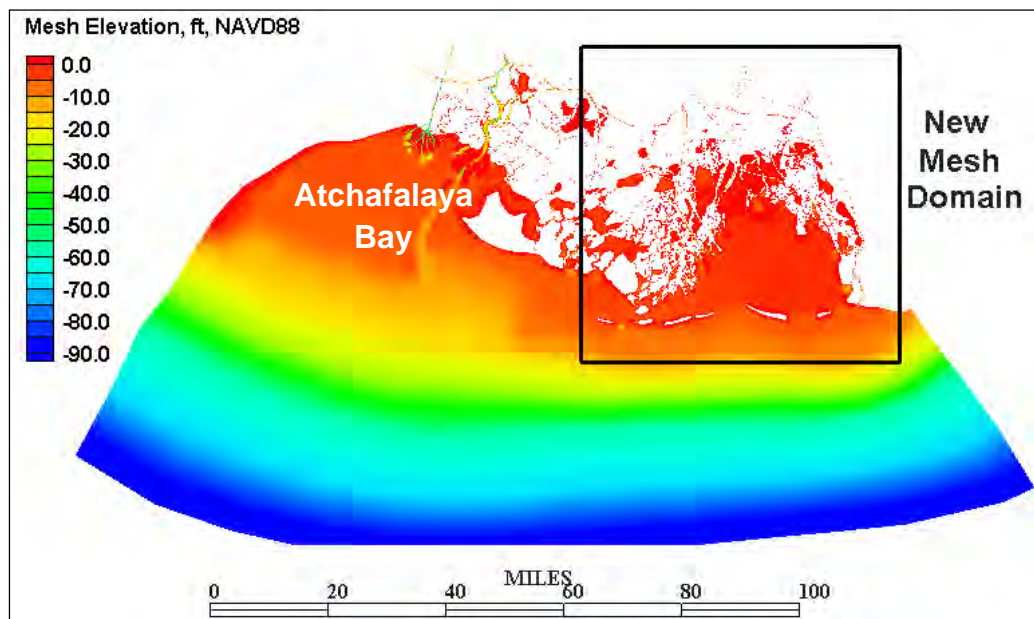 Mesh Elevation, ft, NAVD88
0.0
-10.0
-20.0
-30.0
-40.0
-50.0
-60.0
-70.0
-80.0
-90.0
Atchafalaya
Bay
New
Mesh
Domain
MILES
0 20 40 60 80 100